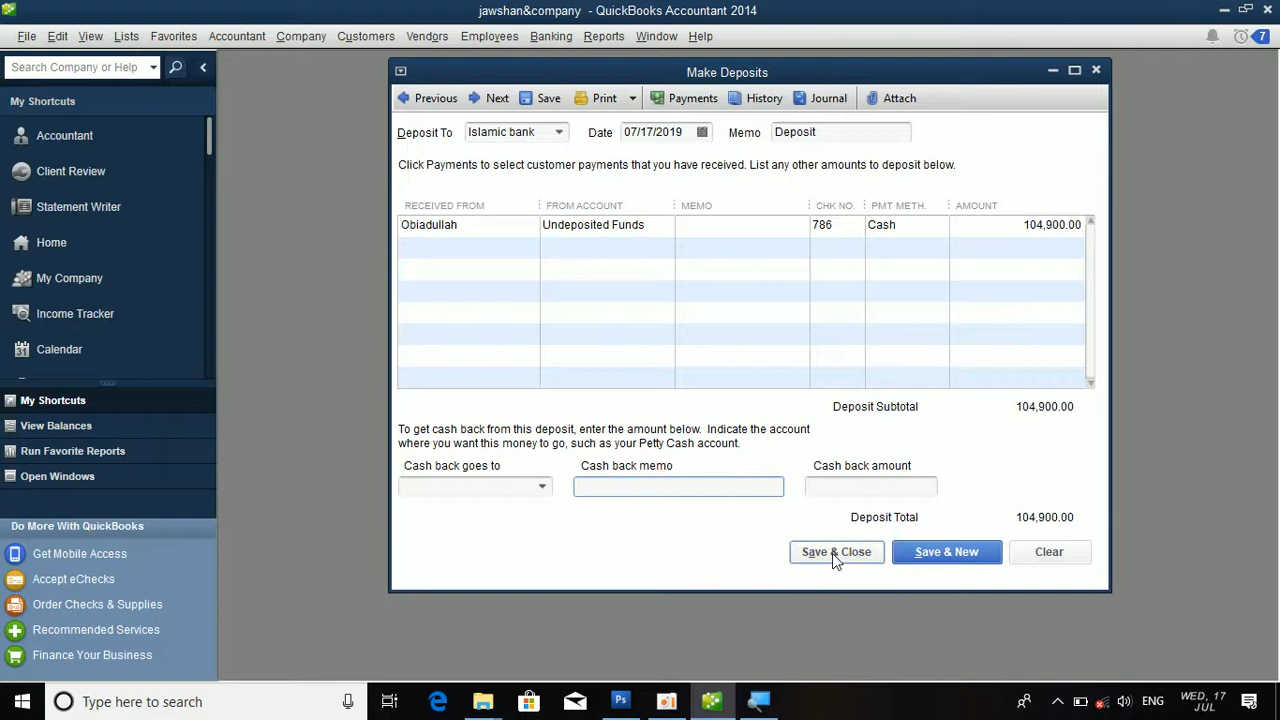 jawshan&company - QuickBooks Accountant 2014
File Edit View Lists Favorites Accountant Company Customers Vendors Employees Banking Reports Window Help 7
Search Company or Help
My Shortcuts
Accountant
Client Review
Statement Writer
Home
My Company
Income Tracker
Calendar
My Shortcuts
View Balances
Run Favorite Reports
Open Windows
Do More With QuickBooks
Get Mobile Access
Accept eChecks
Order Checks & Supplies
Recommended Services
Finance Your Business
Make Deposits
Previous Next Save Print Payments History Journal Attach
Deposit To Islamic bank Date 07/17/2019 Memo Deposit
Click Payments to select customer payments that you have received. List any other amounts to deposit below.
RECEIVED FROM FROM ACCOUNT MEMO CHK NO. PMT METH. AMOUNT
Obiadullah Undeposited Funds 786 Cash 104,900.00
Deposit Subtotal 104,900.00
To get cash back from this deposit, enter the amount below. Indicate the account
where you want this money to go, such as your Petty Cash account.
Cash back goes to Cash back memo Cash back amount
Deposit Total 104,900.00
Save & Close Save & New Clear
Type here to search
Ps
ENG
WED, 17
JUL